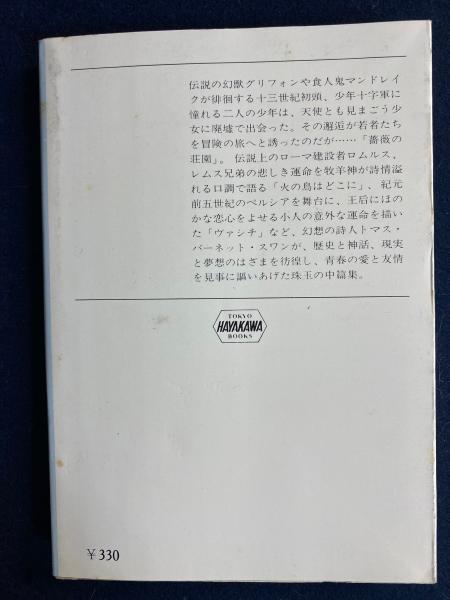 伝説の幻獣グリフォンや食人鬼マンドレイ
クが徘徊する十三世紀初頭、少年十字軍に
憧れる二人の少年は、天使とも見まごう少
女に廃墟で出会った。その邂逅が若者たち
を冒険の旅へと誘ったのだが……「薔薇の
荘園」。伝説上のローマ建設者ロムルス、
レムス兄弟の悲しき運命を牧羊神が詩情溢
れる口調で語る「火の鳥はどこに」、紀元
前五世紀のペルシアを舞台に、王后にほの
かな恋心をよせる小人の意外な運命を描い
た「ヴァシチ」など、幻想の詩人トマス・
バーネット・スワンが、歴史と神話、現実
と夢想のはざまを彷徨し、青春の愛と友情
を見事に謳いあげた珠玉の中篇集。
TOKYO
HAYAKAWA
BOOKS
¥330